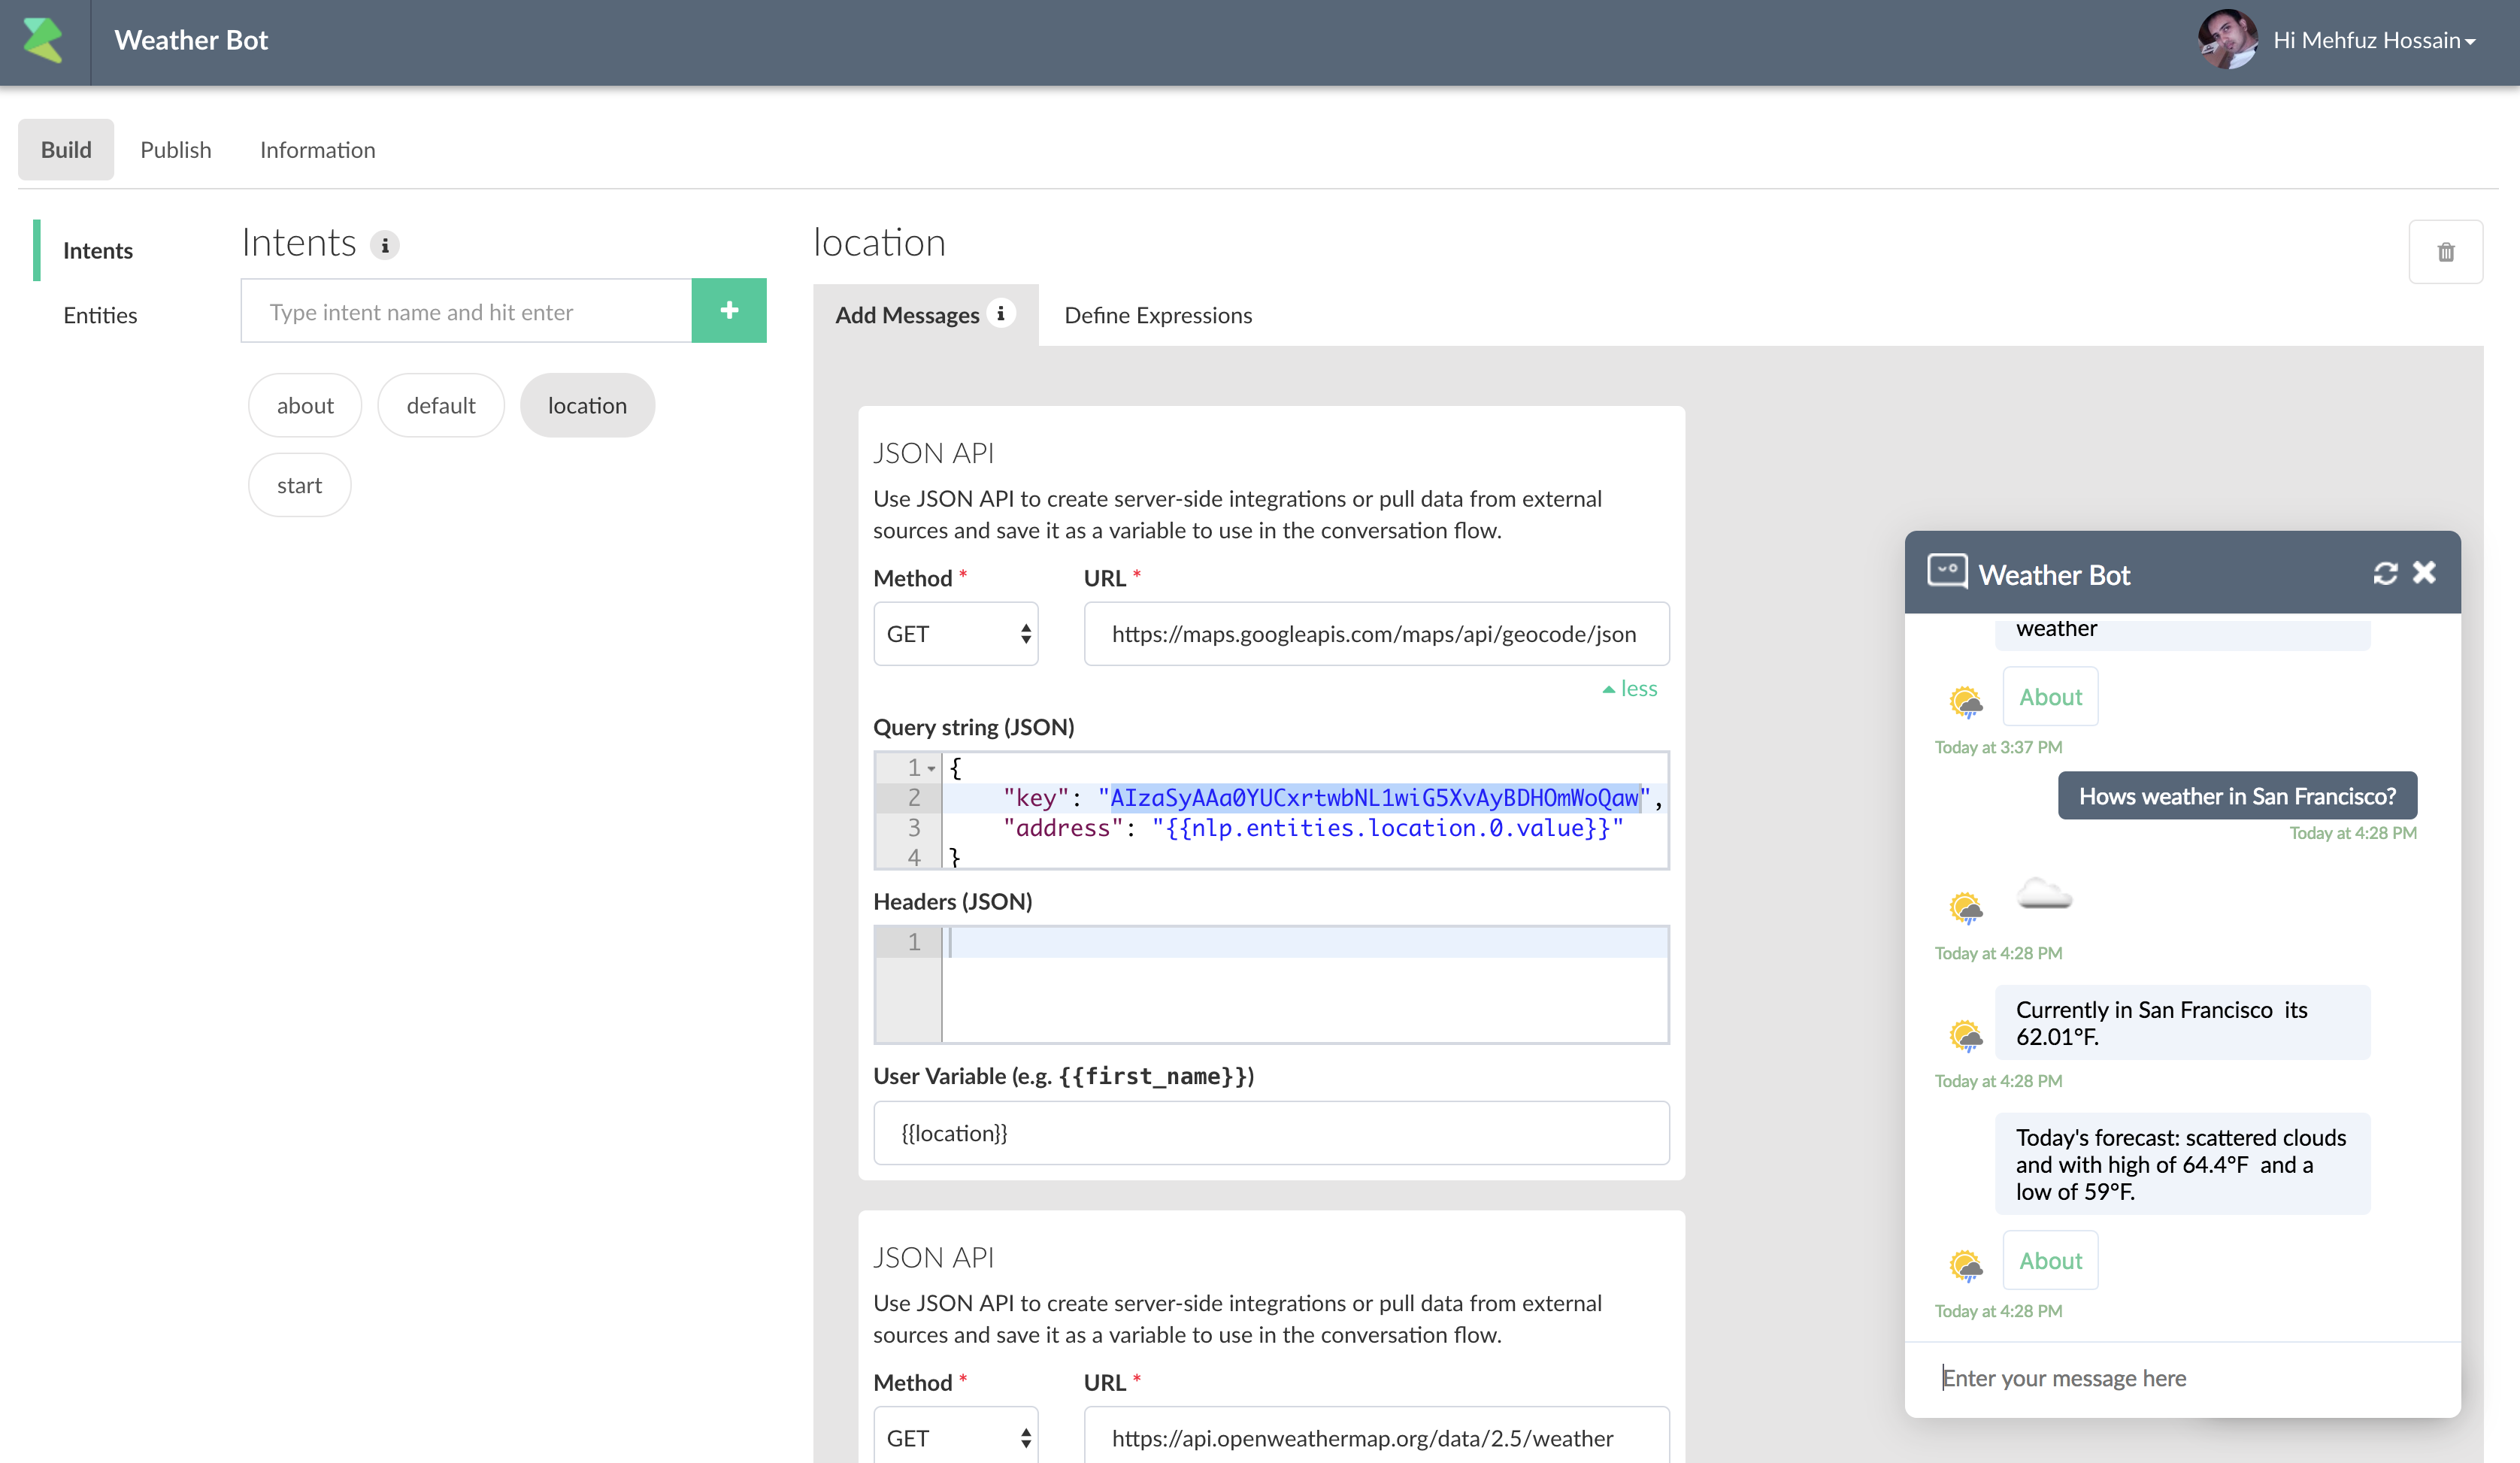 Weather Bot
Hi Mehfuz Hossain
Build
Publish
Information
Intents
Entities
Intents
Type intent name and hit enter
about
default
location
start
location
Add Messages
Define Expressions
JSON API
Use JSON API to create server-side integrations or pull data from external
sources and save it as a variable to use in the conversation flow.
Method *
URL *
GET
https://maps.googleapis.com/maps/api/geocode/json
less
Query string (JSON)
1 {
2 "key": "AIzaSyAAa0YUCxrtwbNL1wiG5XvAyBDHOmWoQaw",
3 "address": "{{nlp.entities.location.0.value}}"
4 }
Headers (JSON)
1
User Variable (e.g. {{first_name}})
{{location}}
JSON API
Use JSON API to create server-side integrations or pull data from external
sources and save it as a variable to use in the conversation flow.
Method *
URL *
GET
https://api.openweathermap.org/data/2.5/weather
Weather Bot
weather
About
Today at 3:37 PM
Hows weather in San Francisco?
Today at 4:28 PM
Today at 4:28 PM
Currently in San Francisco its
62.01°F.
Today at 4:28 PM
Today's forecast: scattered clouds
and with high of 64.4°F and a
low of 59°F.
About
Today at 4:28 PM
Enter your message here